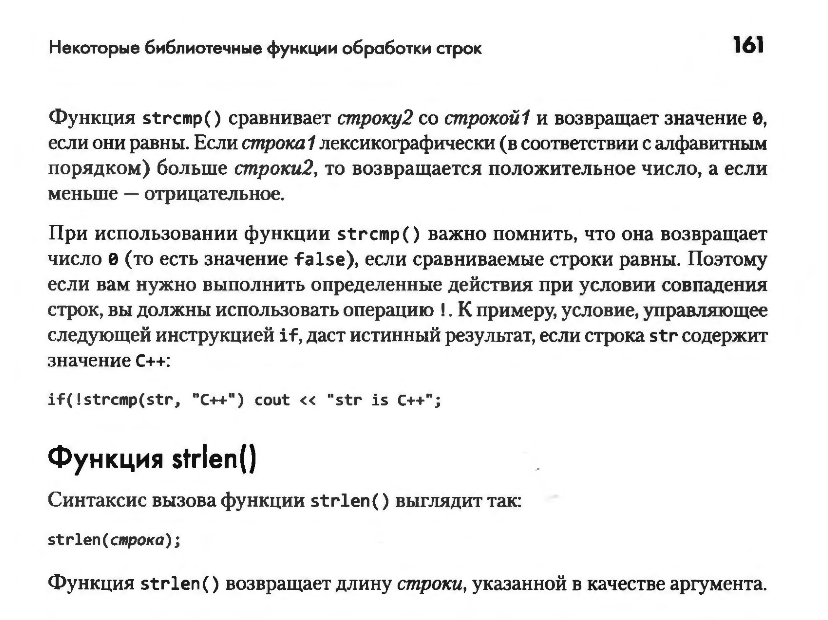 Некоторые библиотечные функции обработки строк
161
Функция strcmp() сравнивает строку2 со строкой1 и возвращает значение 0,
если они равны. Если строка1 лексикографически (в соответствии с алфавитным
порядком) больше строки2, то возвращается положительное число, а если
меньше — отрицательное.
При использовании функции strcmp() важно помнить, что она возвращает
число 0 (то есть значение false), если сравниваемые строки равны. Поэтому
если вам нужно выполнить определенные действия при условии совпадения
строк, вы должны использовать операцию !. К примеру, условие, управляющее
следующей инструкцией if, даст истинный результат, если строка str содержит
значение C++:
if(!strcmp(str, "C++") cout << "str is C++";
Функция strlen()
Синтаксис вызова функции strlen() выглядит так:
strlen(строка);
Функция strlen() возвращает длину строки, указанной в качестве аргумента.